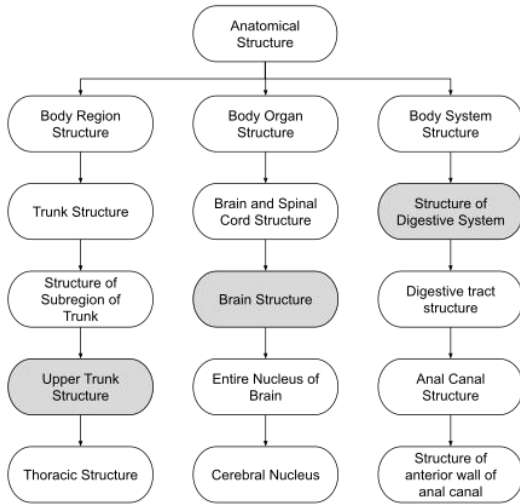 Anatomical
Structure
Body Region
Structure
Body Organ
Structure
Body System
Structure
Trunk Structure
Brain and Spinal
Cord Structure
Structure of
Digestive System
Structure of
Subregion of
Trunk
Brain Structure
Digestive tract
structure
Upper Trunk
Structure
Entire Nucleus of
Brain
Anal Canal
Structure
Thoracic Structure
Cerebral Nucleus
Structure of
anterior wall of
anal canal